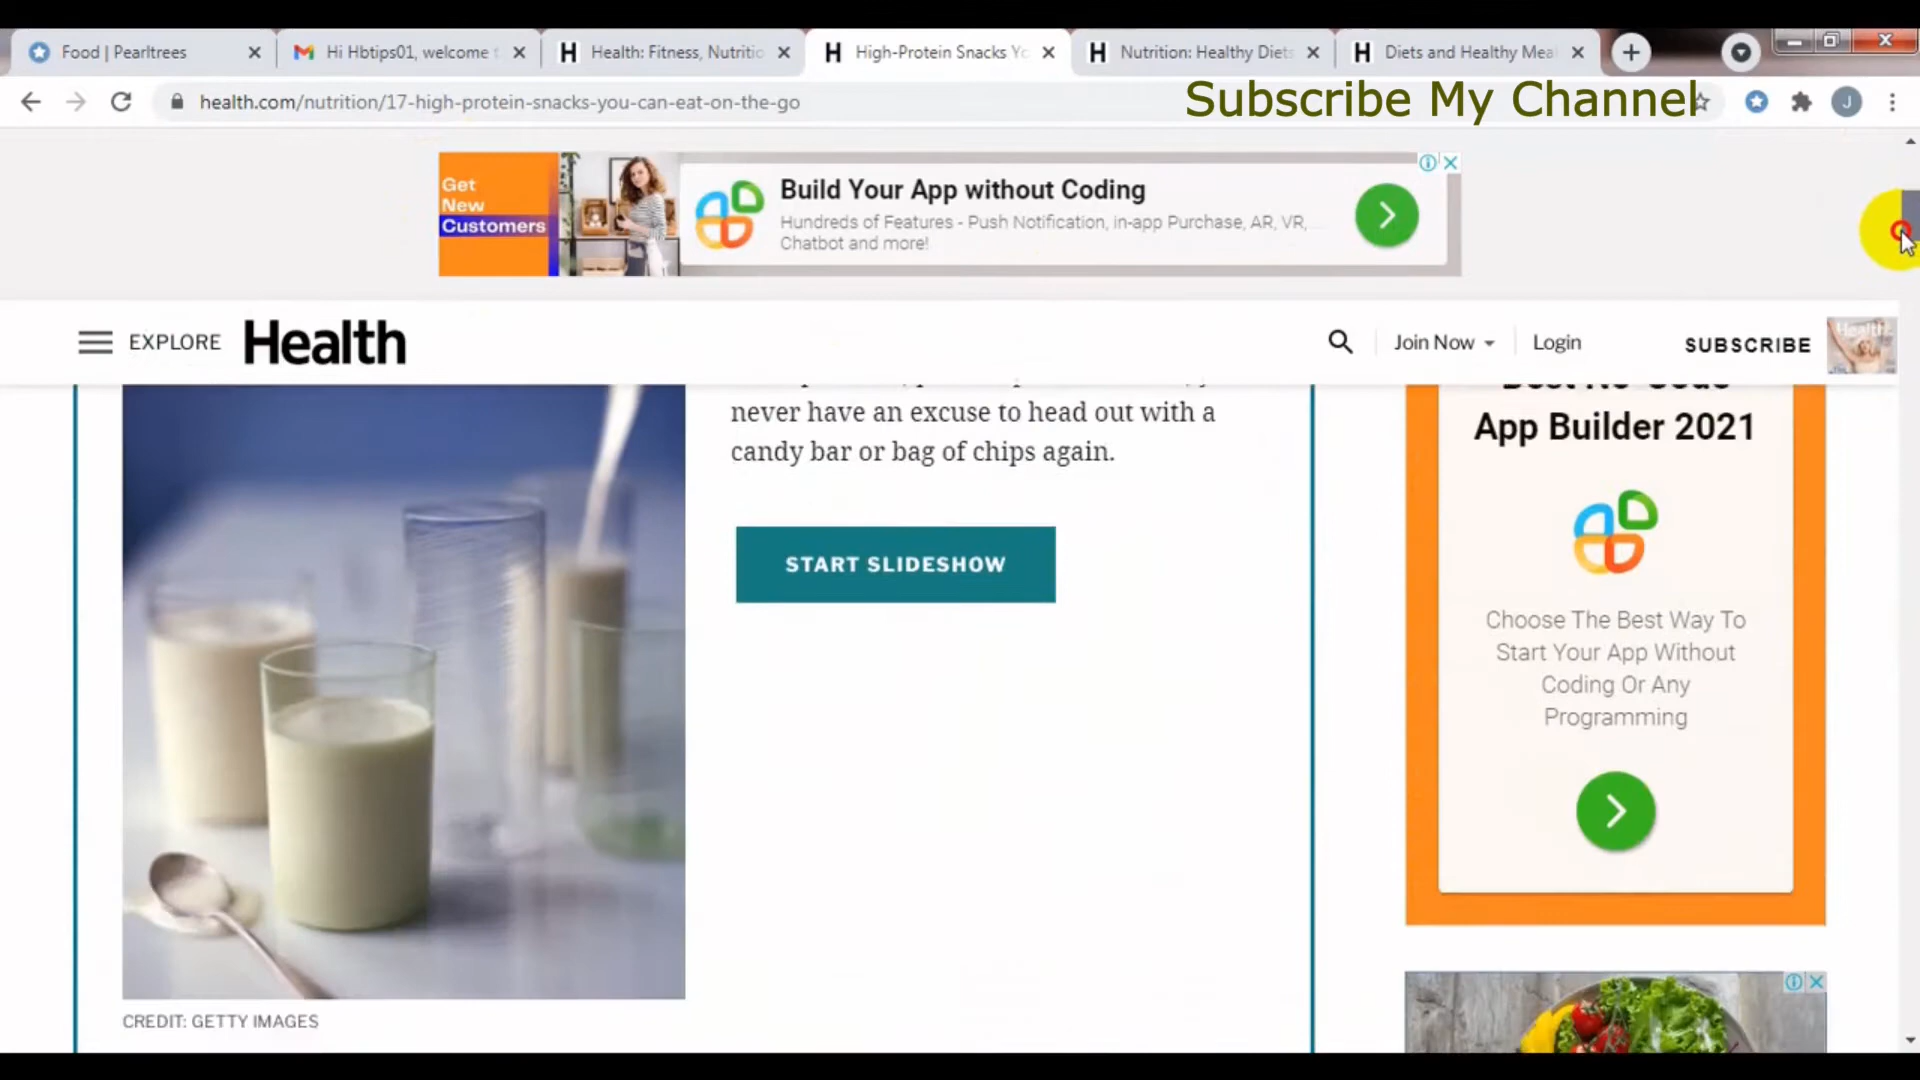 Food | Pearltrees
Hi Hbtips01, welcome t
Health: Fitness, Nutritio
High-Protein Snacks Yo
Nutrition: Healthy Diets
Diets and Healthy Mea
health.com/nutrition/17-high-protein-snacks-you-can-eat-on-the-go
Subscribe My Channel
J
Get
New
Customers
Build Your App without Coding
Hundreds of Features - Push Notification, in-app Purchase, AR, VR,
Chatbot and more!
EXPLORE
Health
Join Now
Login
SUBSCRIBE
Health
never have an excuse to head out with a
candy bar or bag of chips again.
START SLIDESHOW
Best No-Code
App Builder 2021
Choose The Best Way To
Start Your App Without
Coding Or Any
Programming
CREDIT: GETTY IMAGES